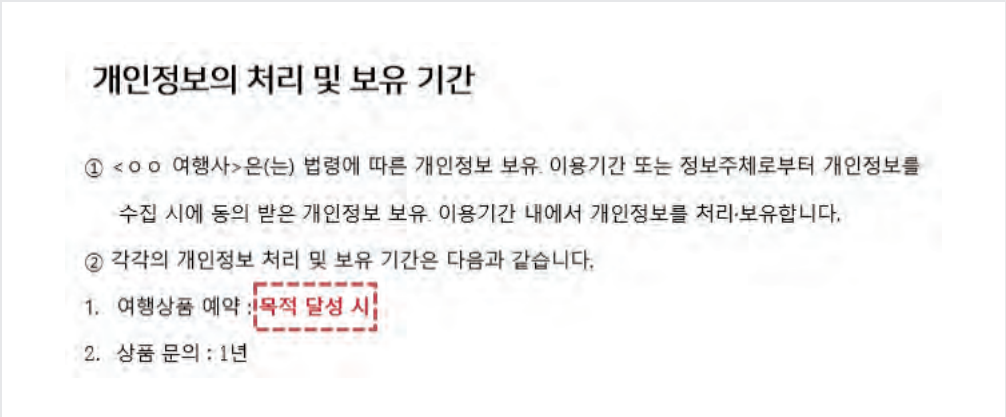 개인정보의 처리 및 보유 기간
① <ㅇㅇ 여행사>은(는) 법령에 따른 개인정보 보유. 이용기간 또는 정보주체로부터 개인정보를
수집 시에 동의 받은 개인정보 보유. 이용기간 내에서 개인정보를 처리·보유합니다.
② 각각의 개인정보 처리 및 보유 기간은 다음과 같습니다.
1. 여행상품 예약 : 목적 달성 시
2. 상품 문의 : 1년